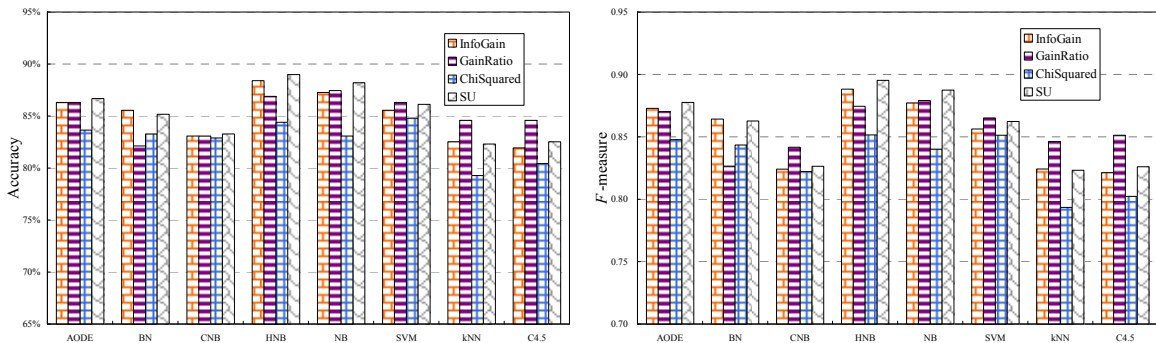 95%
90%
85%
80%
75%
70%
65%
Accuracy
InfoGain
GainRatio
ChiSquared
SU
AODE BN CNB HNB NB SVM kNN C4.5
0.95
0.90
0.85
0.80
0.75
0.70
F -measure
InfoGain
GainRatio
ChiSquared
SU
AODE BN CNB HNB NB SVM kNN C4.5